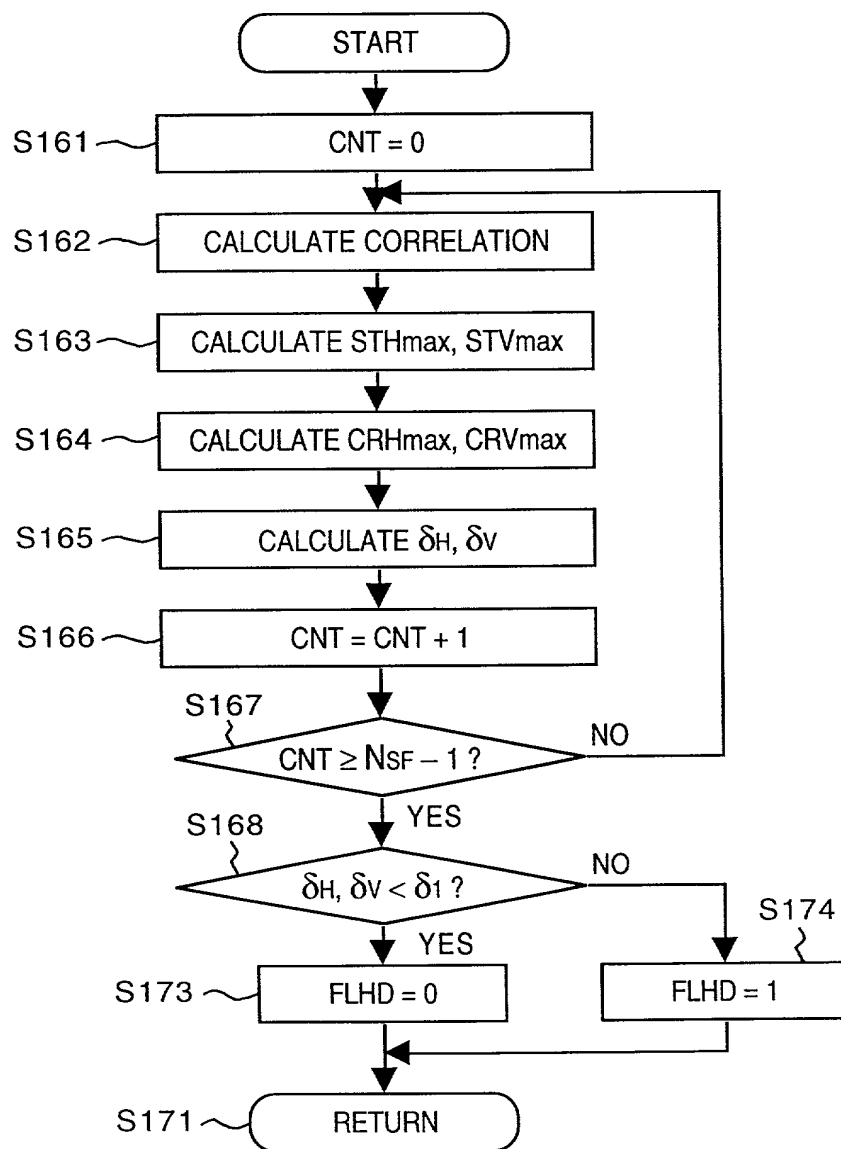 START
S161
CNT = 0
S162
CALCULATE CORRELATION
S163
CALCULATE STHmax, STVmax
S164
CALCULATE CRHmax, CRVmax
S165
CALCULATE δH, δV
S166
CNT = CNT + 1
S167
CNT ≥ NSF − 1 ?
NO
YES
S168
δH, δV < δ1 ?
NO
YES
S174
S173
FLHD = 0
FLHD = 1
S171
RETURN